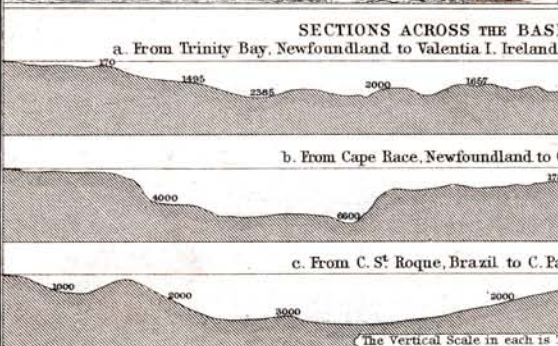 SECTIONS ACROSS THE BAS
a. From Trinity Bay, Newfoundland to Valentia I. Ireland
170
1495
2385
2000
1657
b. From Cape Race, Newfoundland to
4000
6600
c. From C. St. Roque, Brazil to C. Pa
1000
2000
3000
2000
(The Vertical Scale in each is